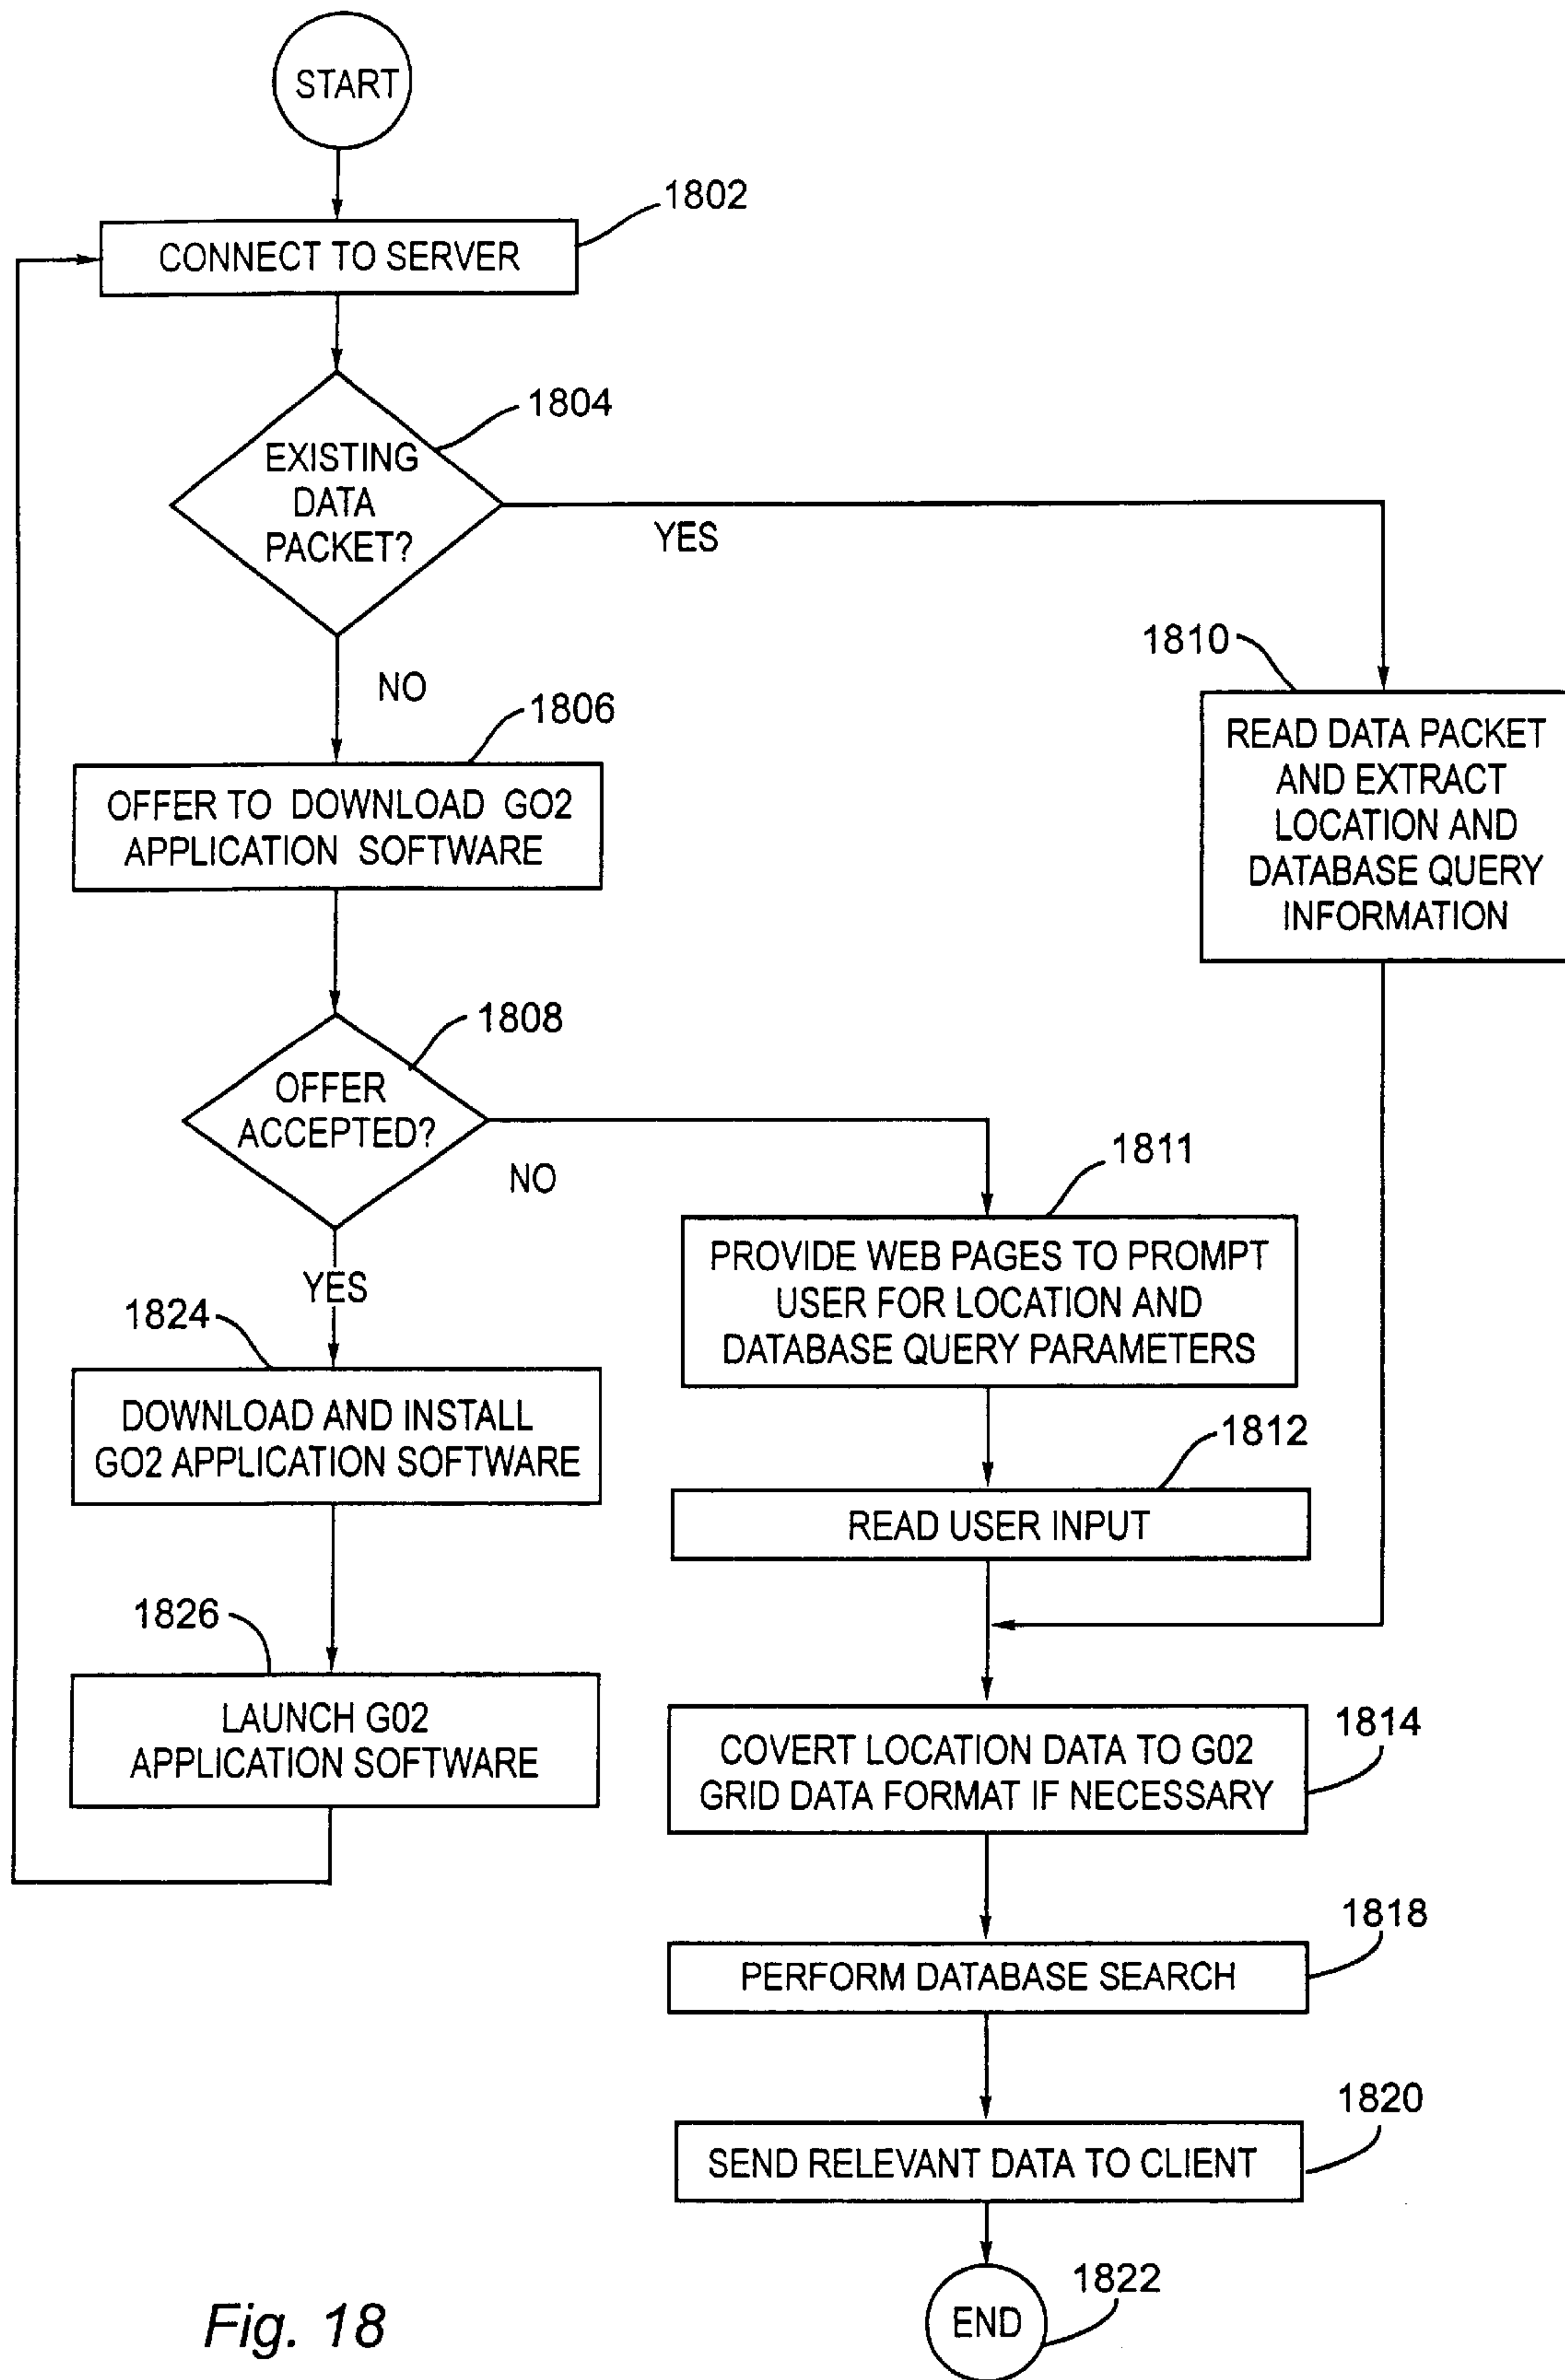 START
1802
CONNECT TO SERVER
1804
EXISTING
DATA
PACKET?
YES
NO
1806
OFFER TO DOWNLOAD GO2
APPLICATION SOFTWARE
1810
READ DATA PACKET
AND EXTRACT
LOCATION AND
DATABASE QUERY
INFORMATION
1808
OFFER
ACCEPTED?
NO
YES
1811
PROVIDE WEB PAGES TO PROMPT
USER FOR LOCATION AND
DATABASE QUERY PARAMETERS
1824
DOWNLOAD AND INSTALL
GO2 APPLICATION SOFTWARE
1812
READ USER INPUT
1826
LAUNCH G02
APPLICATION SOFTWARE
1814
COVERT LOCATION DATA TO G02
GRID DATA FORMAT IF NECESSARY
1818
PERFORM DATABASE SEARCH
1820
SEND RELEVANT DATA TO CLIENT
1822
END
Fig. 18